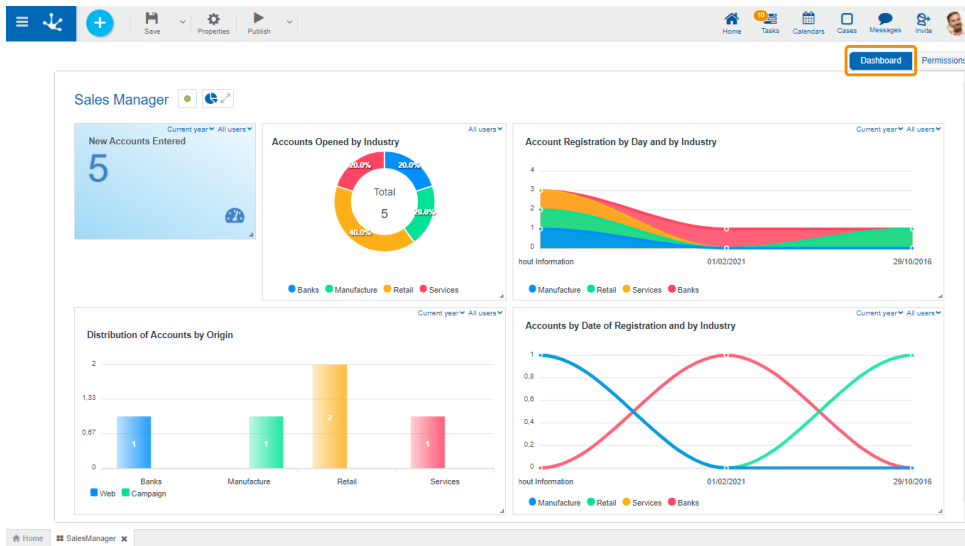 Save Properties Publish
Home 10 Tasks Calendars Cases Messages Invite
Dashboard Permissions
Sales Manager
Current year All users
New Accounts Entered
5
All users
Accounts Opened by Industry
20.0% 20.0%
Total
5
20.0%
40.0%
Banks Manufacture Retail Services
Current year All users
Account Registration by Day and by Industry
4
3
2
1
0
hout Information 01/02/2021 29/10/2016
Manufacture Retail Services Banks
Current year All users
Distribution of Accounts by Origin
2
1,33
0,67
0
1 1 2 1
Banks Manufacture Retail Services
Web Campaign
Current year All users
Accounts by Date of Registration and by Industry
1
0.8
0.6
0.4
0.2
0
hout Information 01/02/2021 29/10/2016
Manufacture Retail Services Banks
Home SalesManager